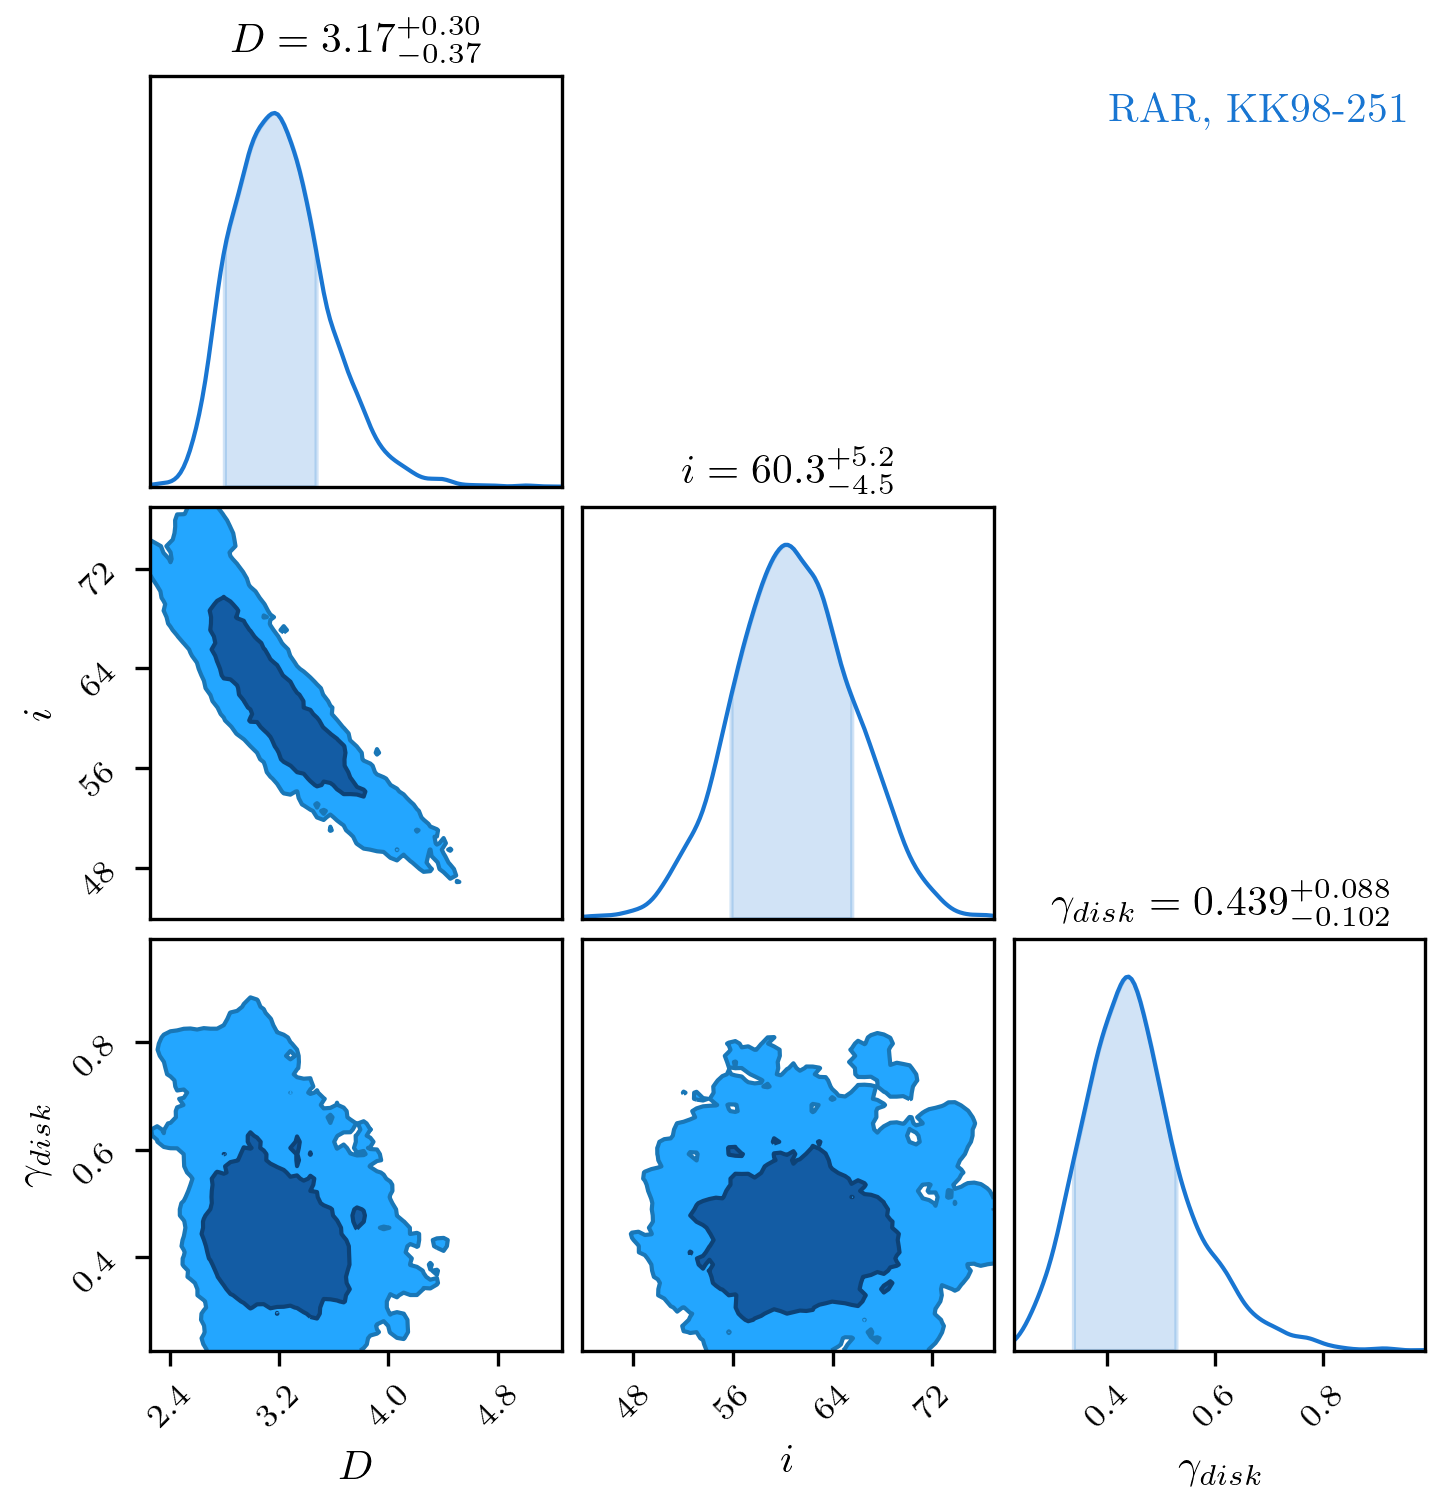 D = 3.17^{+0.30}_{-0.37}
RAR, KK98-251
i = 60.3^{+5.2}_{-4.5}
72
64
56
48
i
γ_{disk} = 0.439^{+0.088}_{-0.102}
0.8
0.6
0.4
γ_{disk}
2.4 3.2 4.0 4.8
48 56 64 72
0.4 0.6 0.8
D
i
γ_{disk}